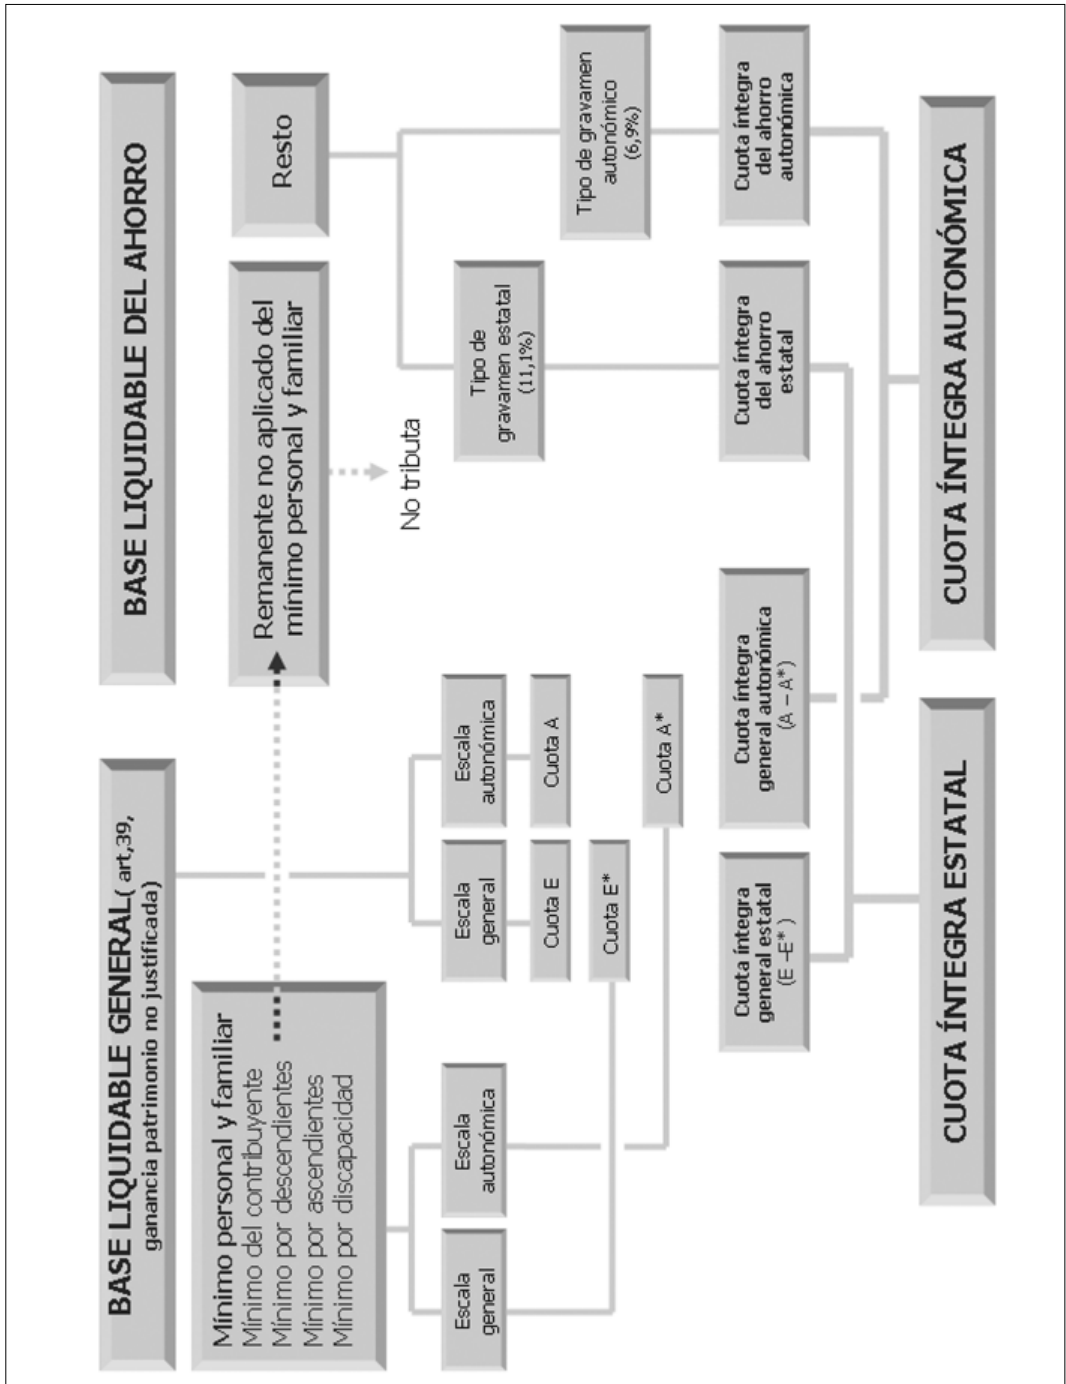 BASE LIQUIDABLE GENERAL( art,39,
ganancia patrimonio no justificada)
BASE LIQUIDABLE DEL AHORRO
Mínimo personal y familiar
Mínimo del contribuyente
Mínimo por descendientes
Mínimo por ascendientes
Mínimo por discapacidad
Remanente no aplicado del
mínimo personal y familiar
Resto
No tributa
Escala
general
Escala
autonómica
Escala
general
Escala
autonómica
Tipo de
gravamen estatal
(11,1%)
Tipo de gravamen
autonómico
(6,9%)
Cuota E
Cuota A
Cuota E*
Cuota A*
Cuota íntegra
general estatal
(E –E* )
Cuota íntegra
general autonómica
(A – A*)
Cuota íntegra
del ahorro
estatal
Cuota íntegra
del ahorro
autonómica
CUOTA ÍNTEGRA ESTATAL
CUOTA ÍNTEGRA AUTONÓMICA